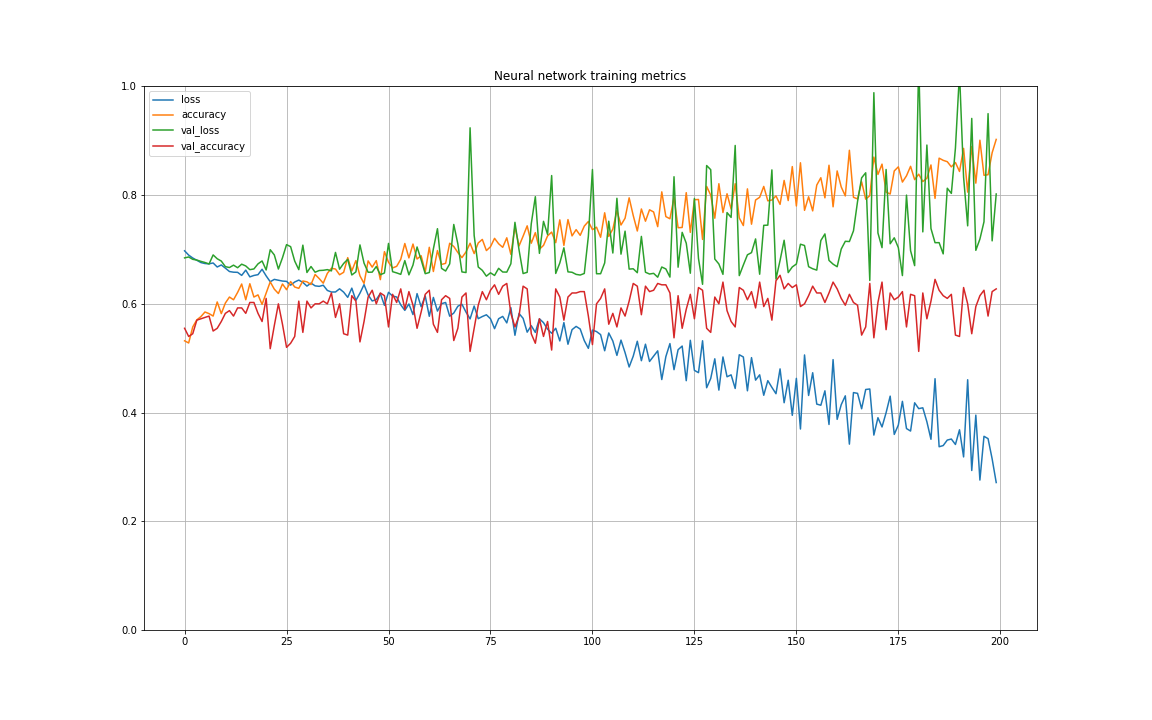 Neural network training metrics
1.0
loss
accuracy
val_loss
val_accuracy
0.8
0.6
0.4
0.2
0.0
0 25 50 75 100 125 150 175 200